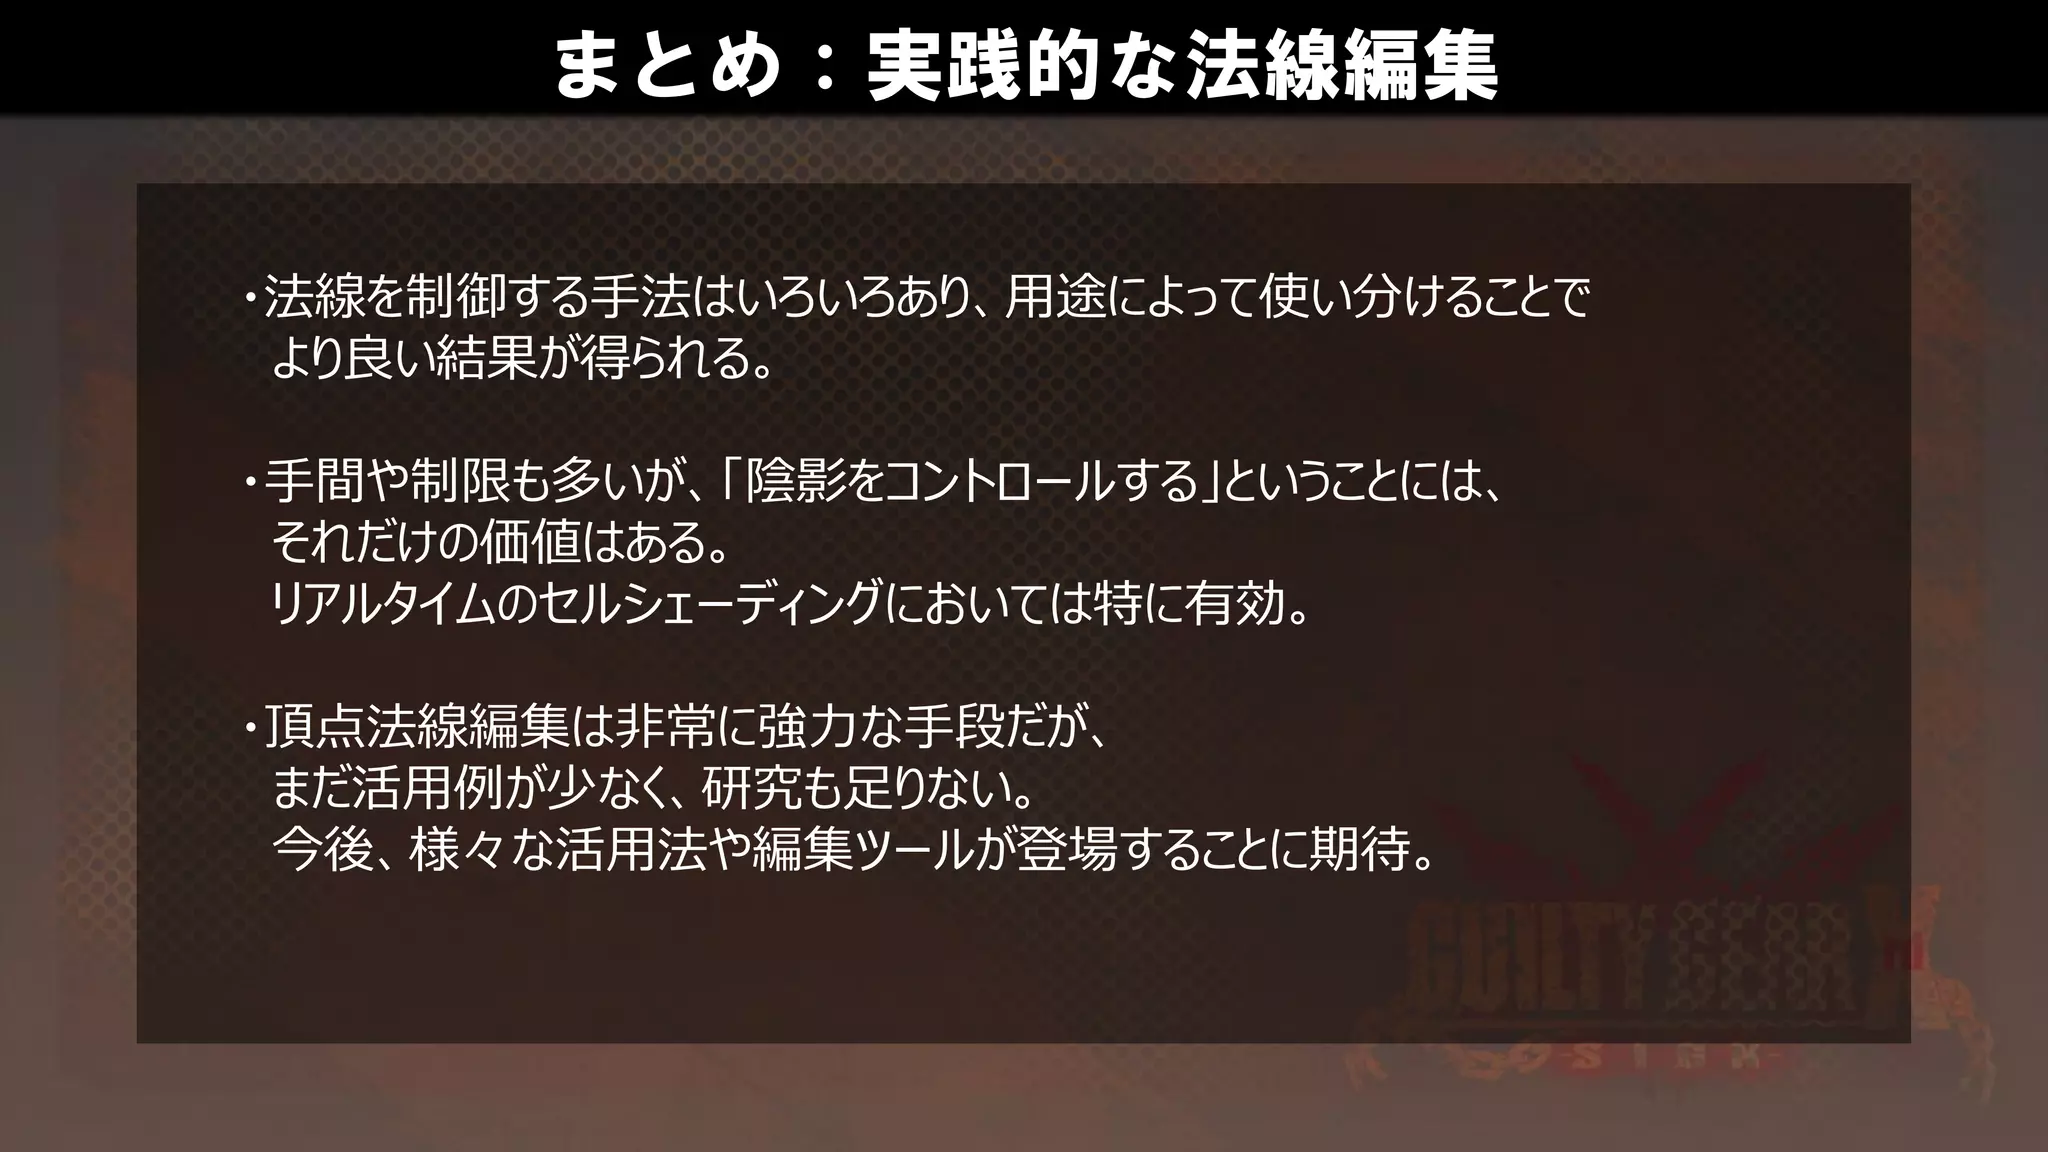 まとめ：実践的な法線編集
・法線を制御する手法はいろいろあり、用途によって使い分けることで
より良い結果が得られる。
・手間や制限も多いが、「陰影をコントロールする」ということには、
それだけの価値はある。
リアルタイムのセルシェーディングにおいては特に有効。
・頂点法線編集は非常に強力な手段だが、
まだ活用例が少なく、研究も足りない。
今後、様々な活用法や編集ツールが登場することに期待。
GUILTY GEAR Xrd
-SIGN-